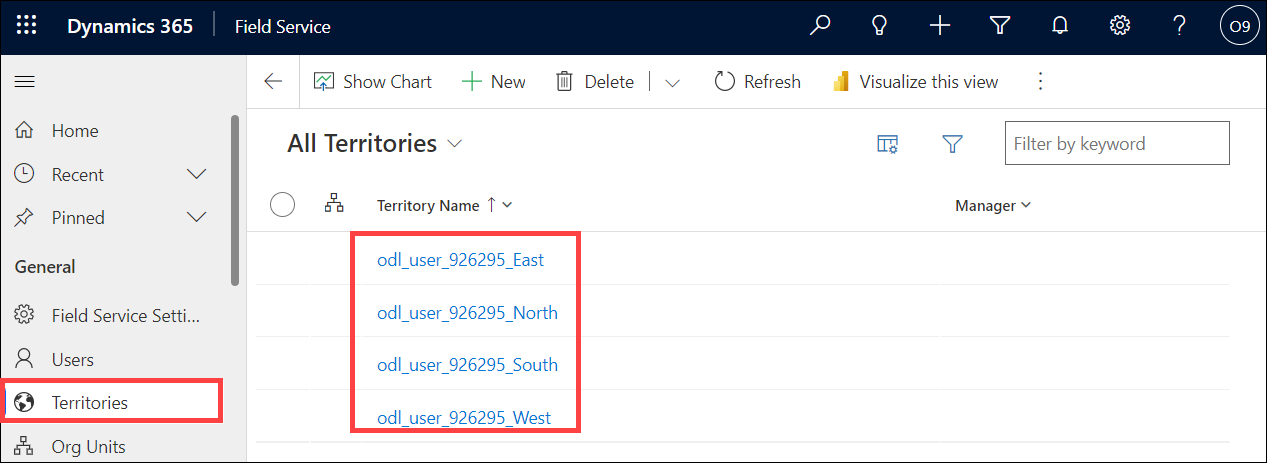 Dynamics 365 Field Service O9
Show Chart New Delete Refresh Visualize this view
Home
Recent
Pinned
General
Field Service Setti...
Users
Territories
Org Units
All Territories Filter by keyword
Territory Name Manager
odl_user_926295_East
odl_user_926295_North
odl_user_926295_South
odl_user_926295_West